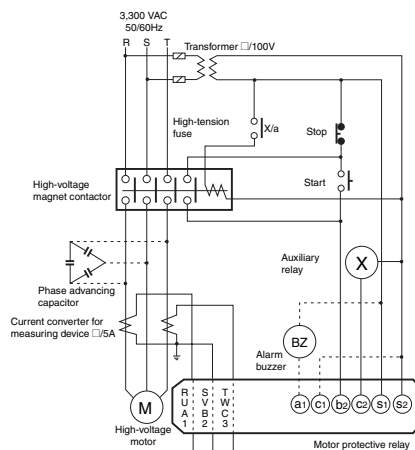 3,300 VAC
50/60Hz
R S T
Transformer □/100V
High-tension
fuse
X/a
Stop
Start
High-voltage
magnet contactor
Auxiliary
relay
X
Phase advancing
capacitor
Current converter for
measuring device □/5A
BZ
Alarm
buzzer
M
High-voltage
motor
R S T
U V W
A B C
1 2 3
a1 c1 b2 c2 s1 s2
Motor protective relay